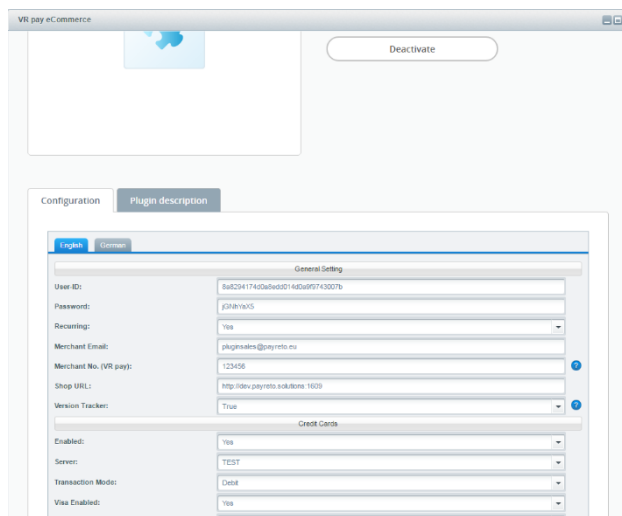 VR pay eCommerce
Deactivate
Configuration Plugin description
English German
General Setting
User-ID: 8a8294174d0a8edd014d0a9f9743007b
Password: jGNhYaX5
Recurring: Yes
Merchant Email: pluginsales@payreto.eu
Merchant No. (VR pay): 123456 ?
Shop URL: http://dev.payreto.solutions:1609
Version Tracker: True ?
Credit Cards
Enabled: Yes
Server: TEST
Transaction Mode: Debit
Visa Enabled: Yes